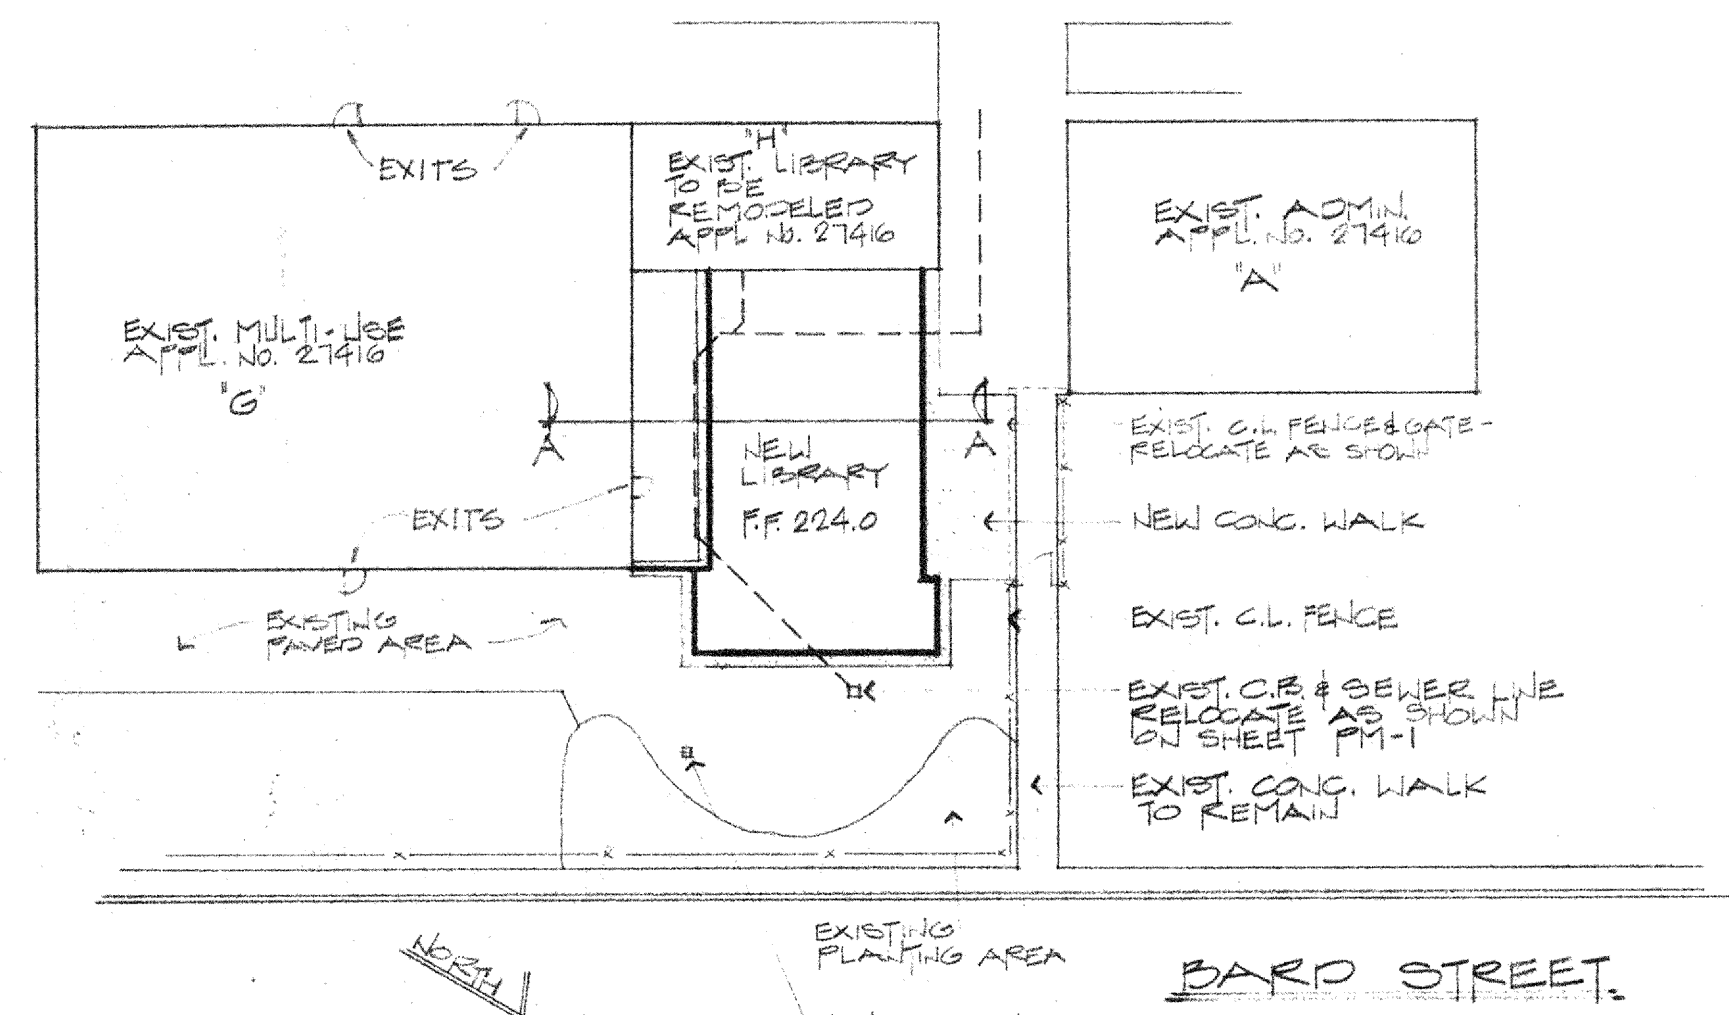 "H"
EXIST. LIBRARY
TO BE
REMODELED
APPL. NO. 27416
EXITS
EXIST. ADMIN.
APPL. NO. 27416
"A"
EXIST. MULTI-USE
APPL. NO. 27416
"G"
A
A
NEW
LIBRARY
F.F. 224.0
EXITS
EXIST. C.L. FENCE & GATE-
RELOCATE AS SHOWN
NEW CONC. WALK
EXISTING
PAVED AREA
EXIST. C.L. FENCE
EXIST. C.B. & SEWER LINE
RELOCATE AS SHOWN
ON SHEET PM-1
EXIST. CONC. WALK
TO REMAIN
EXISTING
PLANTING AREA
NORTH
BARD STREET.